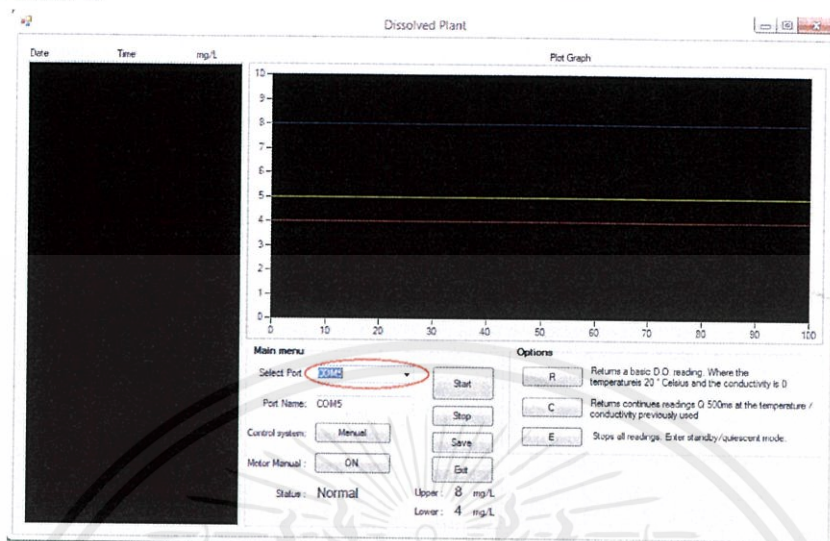 Dissolved Plant
Date Time mg/L
Plot Graph
10
9
8
7
6
5
4
3
2
1
0
0 10 20 30 40 50 60 70 80 90 100
Main menu
Select Port COM5
Port Name: COM5
Control system: Manual
Motor Manual : ON
Status : Normal
Start
Stop
Save
Exit
Upper : 8 mg/L
Lower : 4 mg/L
Options
R Returns a basic D.O. reading. Where the
temperatureis 20 ° Celsius and the conductivity is 0
C Returns continues readings Q 500ms at the temperature /
conductivity previously used
E Stops all readings. Enter standby/quiescent mode.